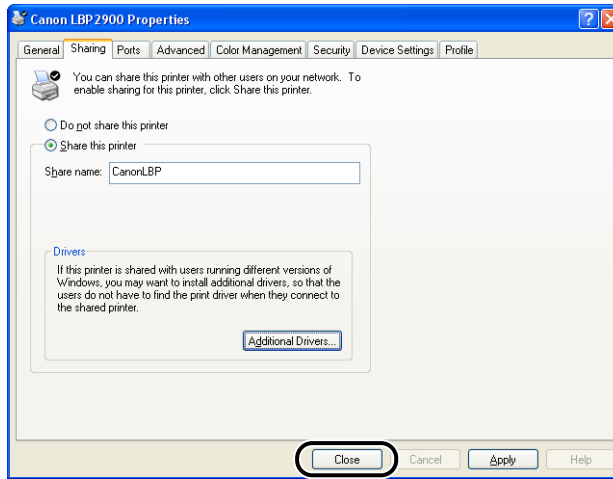 Canon LBP2900 Properties
General Sharing Ports Advanced Color Management Security Device Settings Profile
You can share this printer with other users on your network. To
enable sharing for this printer, click Share this printer.
Do not share this printer
Share this printer
Share name: CanonLBP
Drivers
If this printer is shared with users running different versions of
Windows, you may want to install additional drivers, so that the
users do not have to find the print driver when they connect to
the shared printer.
Additional Drivers...
Close Cancel Apply Help